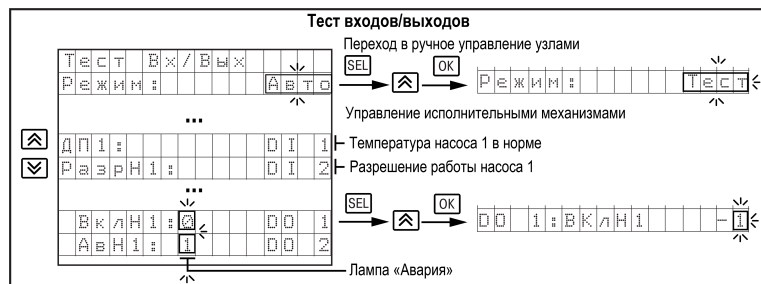 Тест входов/выходов
Переход в ручное управление узлами
Тест Вх/Вых
Режим: Авто
SEL OK
Режим: Тест
Управление исполнительными механизмами
...
ДП1: DI 1
Температура насоса 1 в норме
РазрН1: DI 2
Разрешение работы насоса 1
...
ВклН1:0 DO 1
SEL OK
DO 1:ВКлН1 -1
АвН1: 1 DO 2
Лампа «Авария»